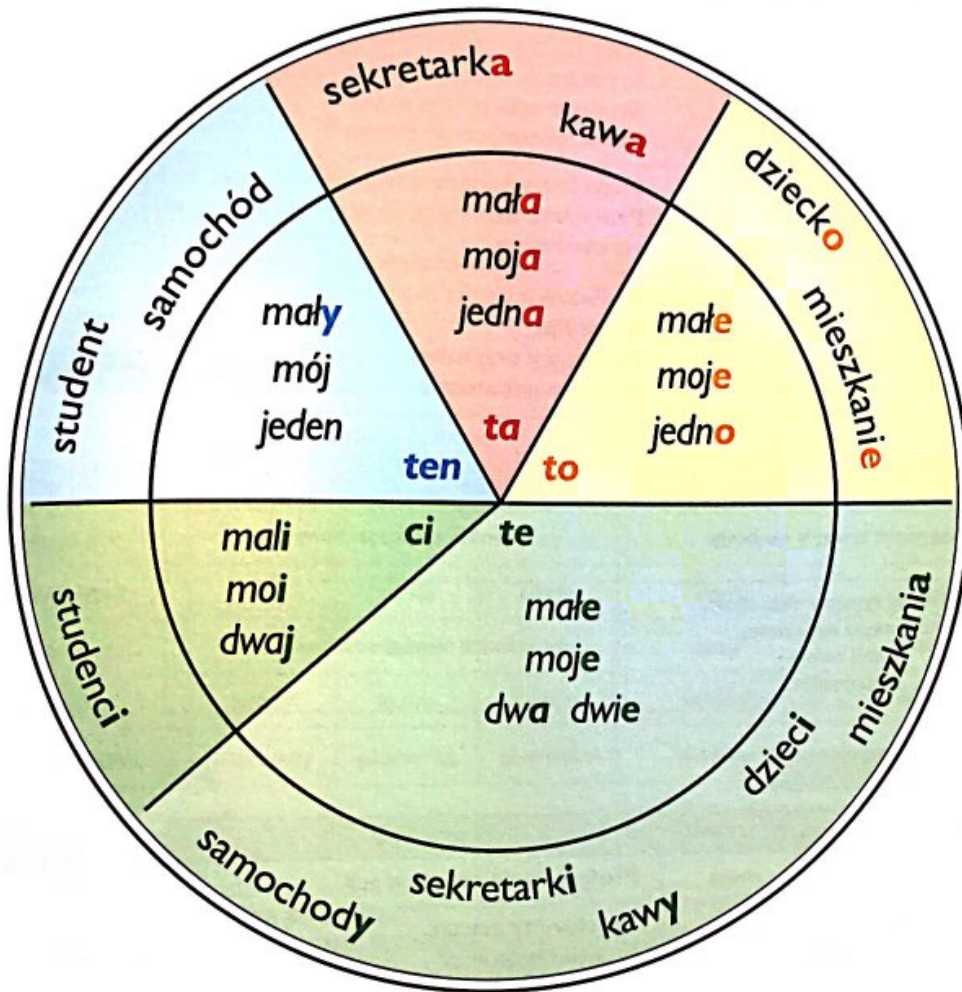 sekretarka
kawa
mała
moja
jedna
ta
dziecko
mieszkanie
małe
moje
jedno
to
student
samochód
mały
mój
jeden
ten
ci
mali
moi
dwaj
studenci
te
małe
moje
dwa dwie
mieszkania
dzieci
samochody
sekretarki
kawy